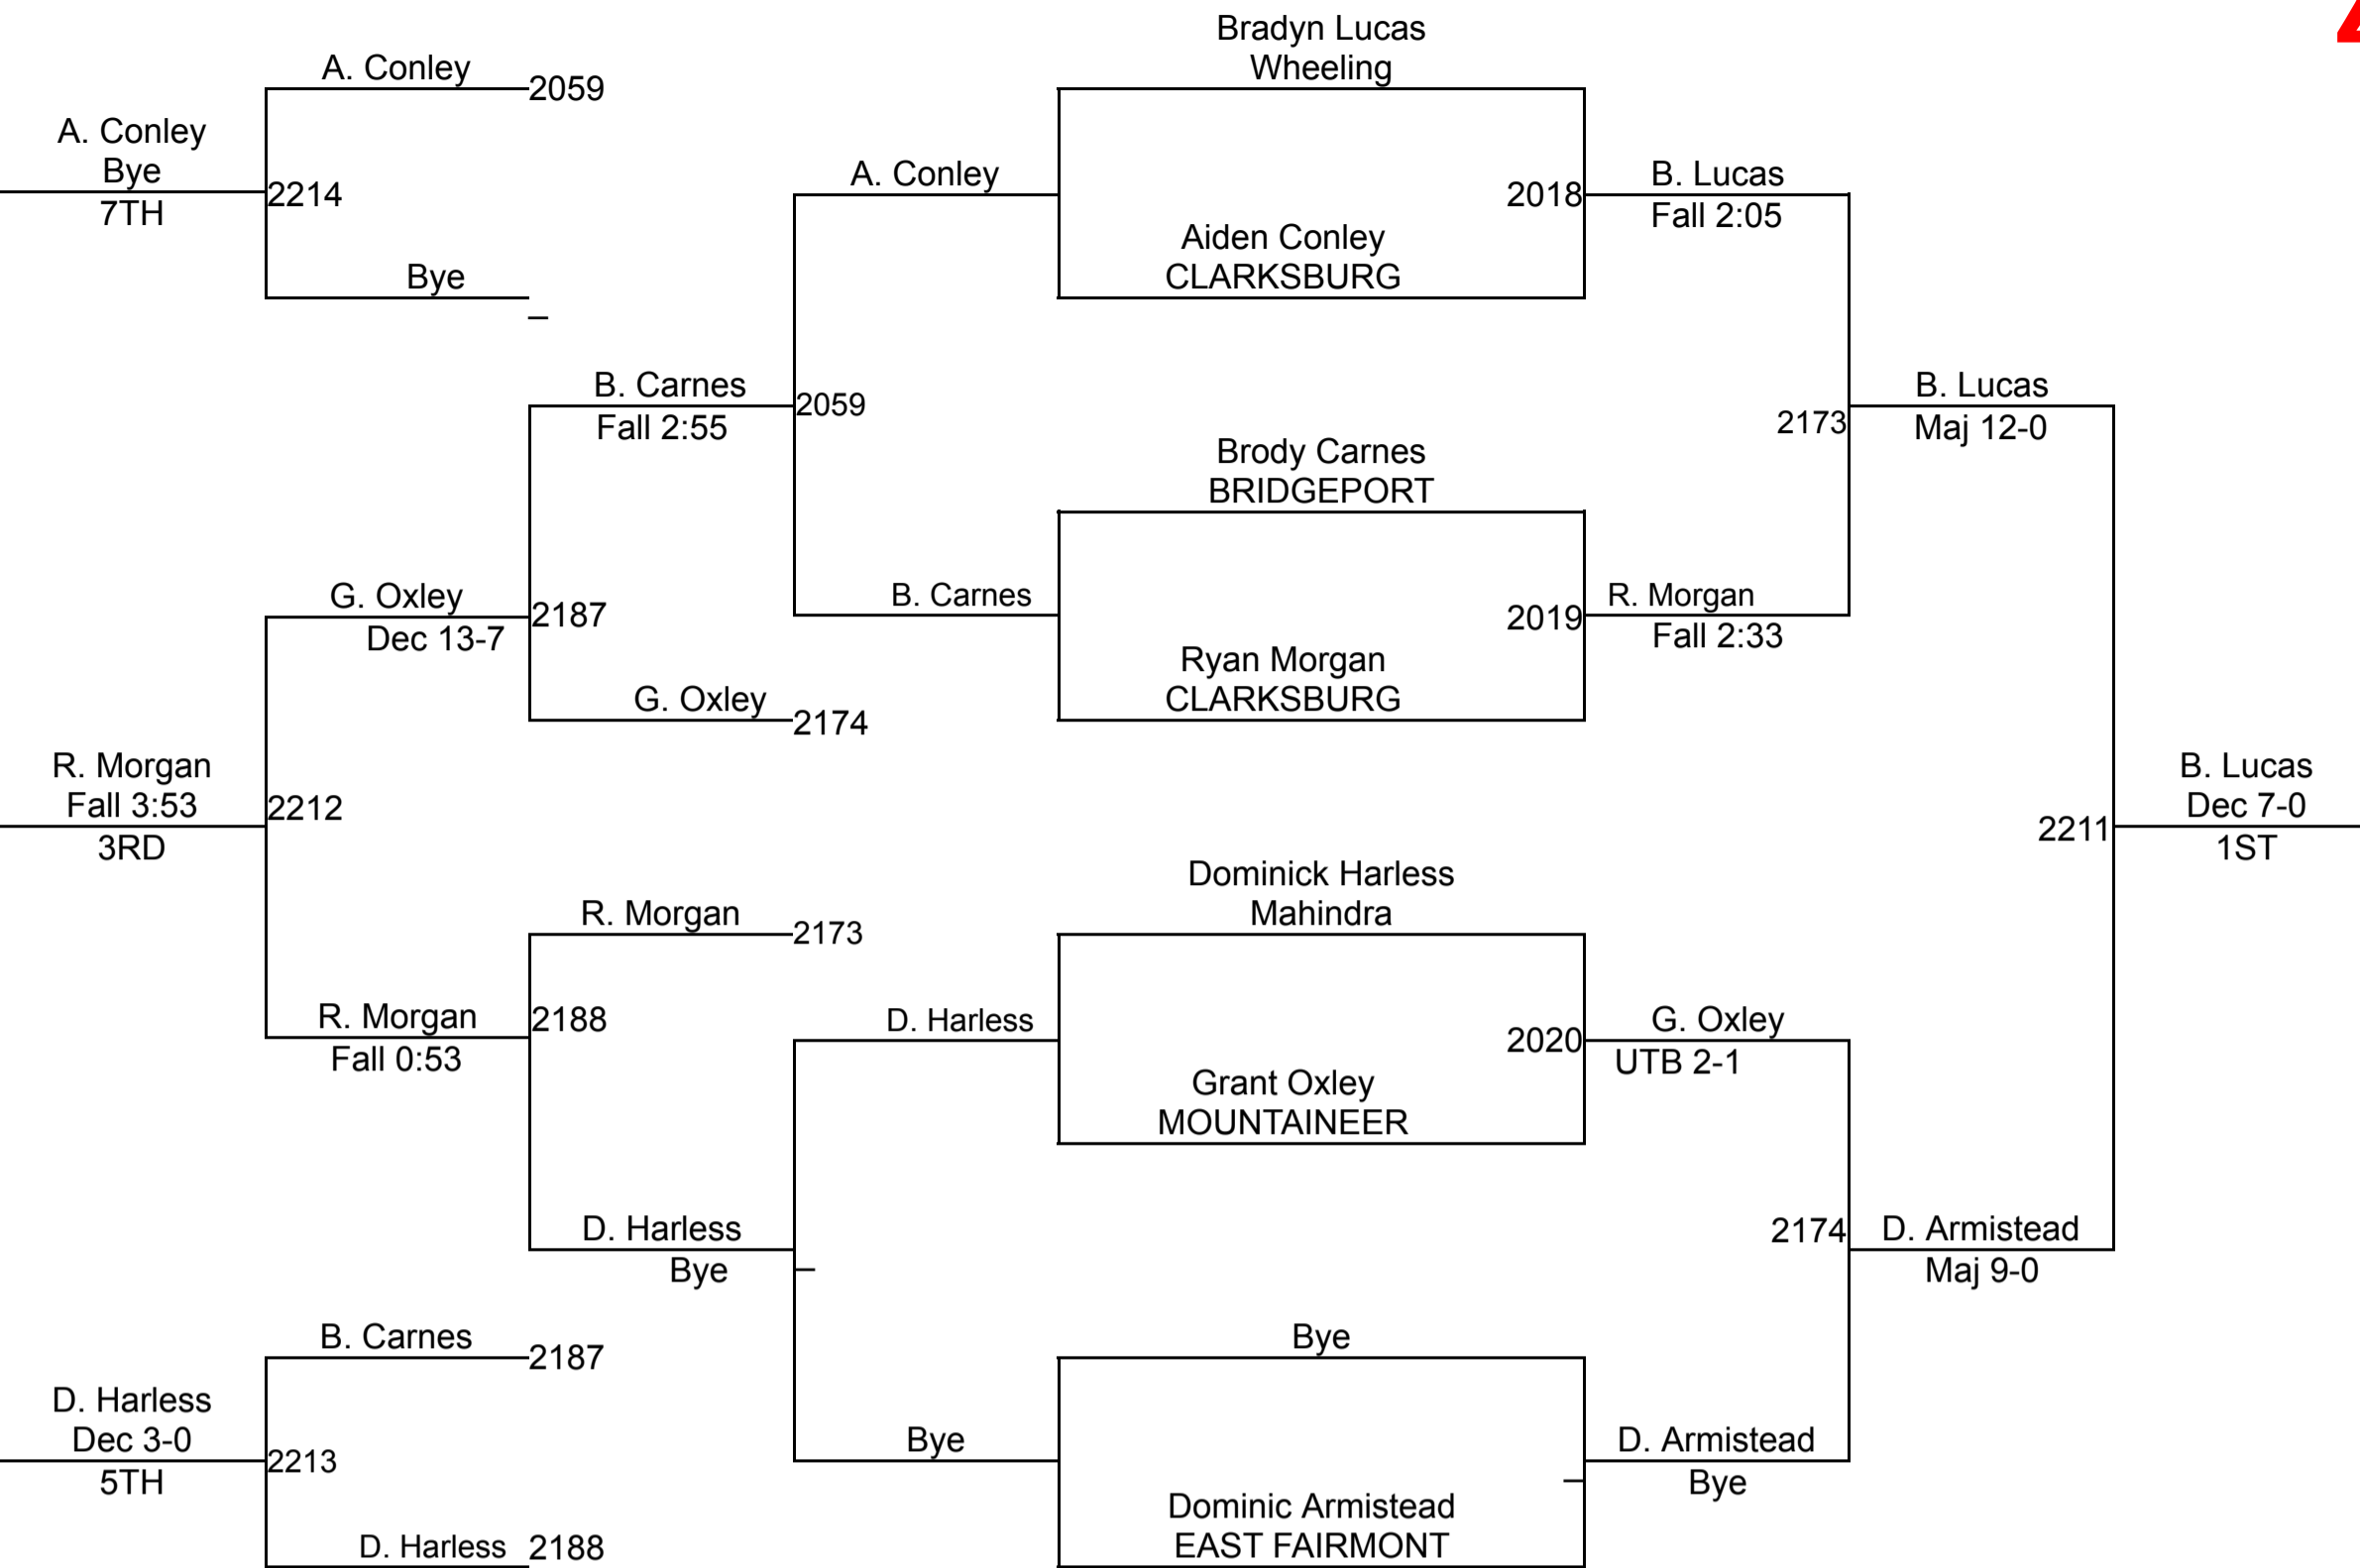 Bradyn Lucas
Wheeling
A. Conley
2059
A. Conley
Bye
7TH
2214
A. Conley
2018
B. Lucas
Fall 2:05
Aiden Conley
CLARKSBURG
Bye
_
B. Carnes
Fall 2:55
2059
2173
B. Lucas
Maj 12-0
Brody Carnes
BRIDGEPORT
G. Oxley
Dec 13-7
2187
B. Carnes
2019
R. Morgan
Fall 2:33
Ryan Morgan
CLARKSBURG
G. Oxley
2174
R. Morgan
Fall 3:53
3RD
2212
2211
B. Lucas
Dec 7-0
1ST
Dominick Harless
Mahindra
R. Morgan
2173
R. Morgan
Fall 0:53
2188
D. Harless
2020
G. Oxley
UTB 2-1
Grant Oxley
MOUNTAINEER
D. Harless
Bye
_
2174
D. Armistead
Maj 9-0
B. Carnes
2187
Bye
D. Harless
Dec 3-0
5TH
2213
Bye
_
D. Armistead
Bye
Dominic Armistead
EAST FAIRMONT
D. Harless
2188